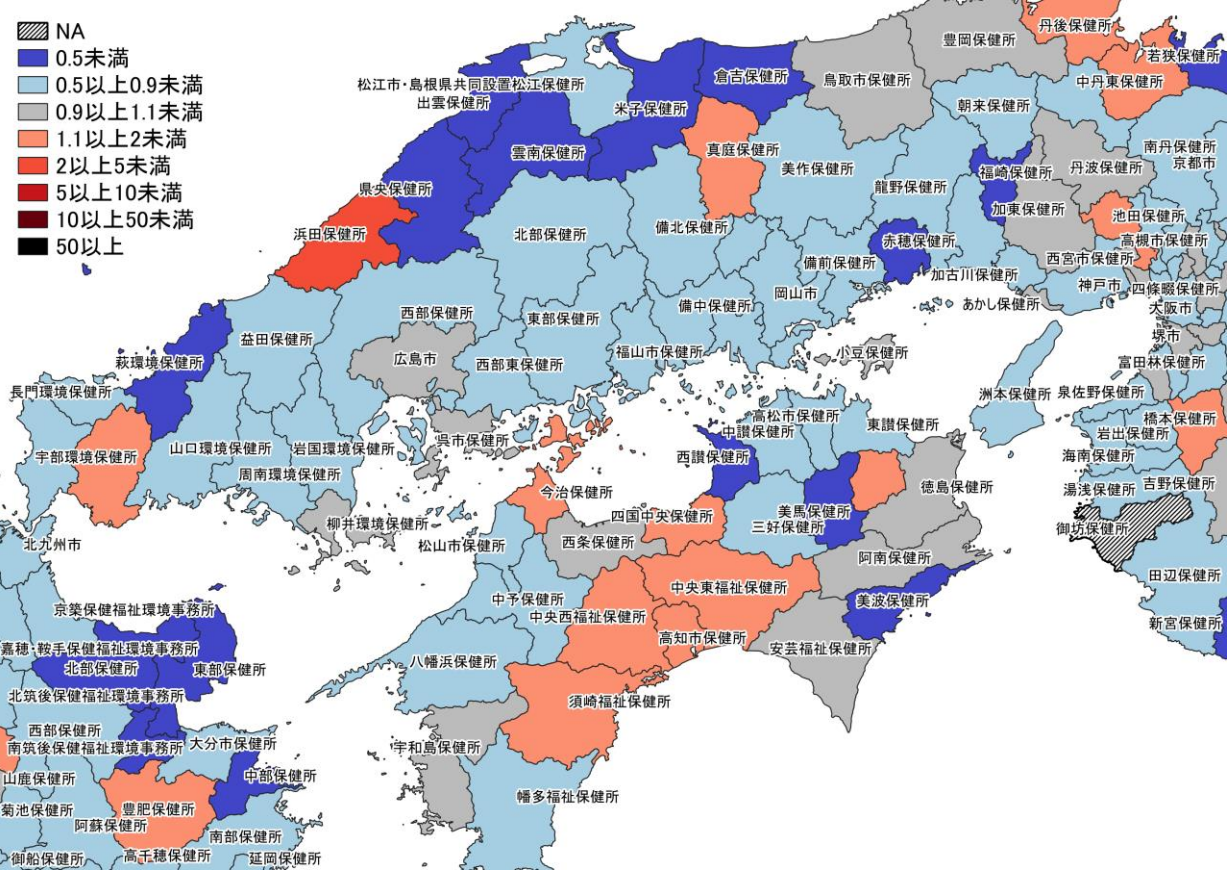 NA
0.5未満
0.5以上0.9未満
0.9以上1.1未満
1.1以上2未満
2以上5未満
5以上10未満
10以上50未満
50以上
丹後保健所
豊岡保健所
若狭保健所
松江市・島根県共同設置松江保健所
倉吉保健所
鳥取市保健所
中丹東保健所
出雲保健所
米子保健所
朝来保健所
雲南保健所
真庭保健所
美作保健所
南丹保健所
京都市
丹波保健所
福崎保健所
県央保健所
龍野保健所
加東保健所
池田保健所
浜田保健所
北部保健所
備北保健所
赤穂保健所
高槻市保健所
備前保健所
西宮市保健所
加古川保健所
神戸市
四條畷保健所
岡山市
あかし保健所
大阪市
西部保健所
東部保健所
備中保健所
堺市
益田保健所
広島市
福山市保健所
小豆保健所
萩環境保健所
西部東保健所
富田林保健所
長門環境保健所
洲本保健所
泉佐野保健所
高松市保健所
橋本保健所
中讃保健所
東讃保健所
岩出保健所
呉市保健所
宇部環境保健所
山口環境保健所
岩国環境保健所
西讃保健所
海南保健所
周南環境保健所
今治保健所
徳島保健所
湯浅保健所
吉野保健所
四国中央保健所
美馬保健所
柳井環境保健所
三好保健所
御坊保健所
北九州市
松山市保健所
西条保健所
阿南保健所
田辺保健所
中央東福祉保健所
中予保健所
美波保健所
京築保健福祉環境事務所
中央西福祉保健所
新宮保健所
高知市保健所
嘉穂・鞍手保健福祉環境事務所
安芸福祉保健所
北部保健所
東部保健所
八幡浜保健所
北筑後保健福祉環境事務所
須崎福祉保健所
西部保健所
大分市保健所
南筑後保健福祉環境事務所
宇和島保健所
山鹿保健所
中部保健所
幡多福祉保健所
菊池保健所
豊肥保健所
阿蘇保健所
南部保健所
御船保健所
高千穂保健所
延岡保健所